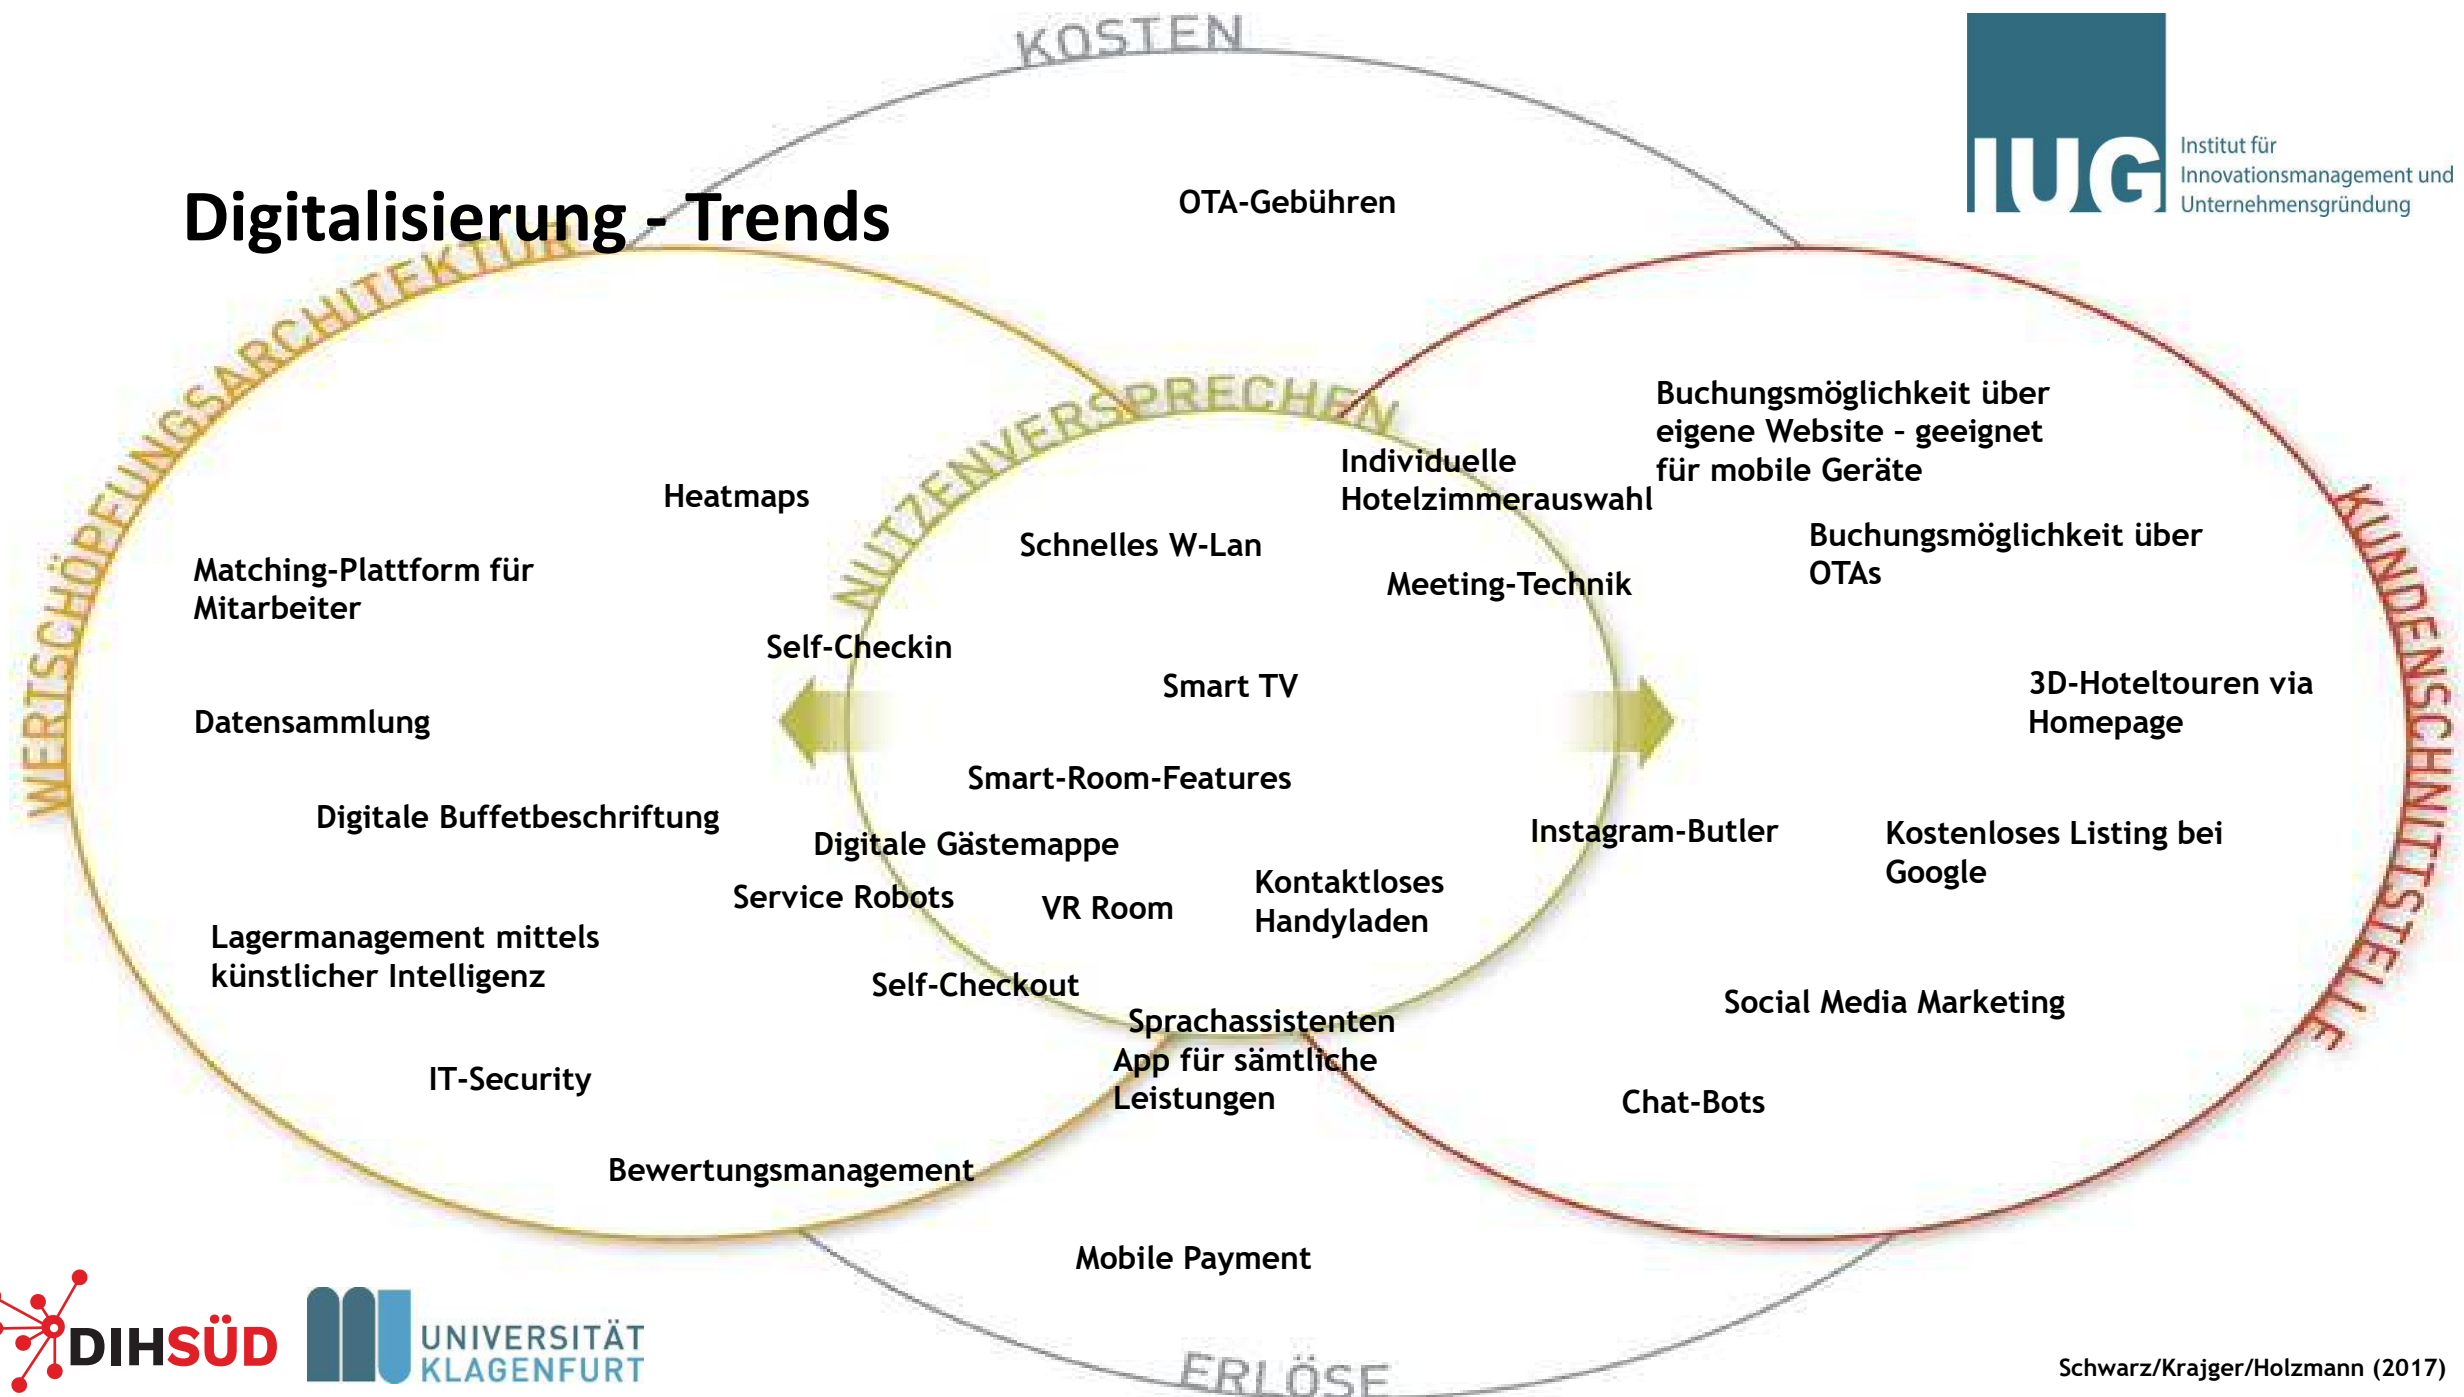 KOSTEN
IUG
Institut für
Innovationsmanagement und
Unternehmensgründung
Digitalisierung - Trends
OTA-Gebühren
WERTSCHÖPFUNGSARCHITEKTUR
NUTZENVERSPRECHEN
KUNDENSCHNITTSTELLE
Buchungsmöglichkeit über
eigene Website – geeignet
für mobile Geräte
Individuelle
Hotelzimmerauswahl
Heatmaps
Schnelles W-Lan
Buchungsmöglichkeit über
OTAs
Matching-Plattform für
Mitarbeiter
Meeting-Technik
Self-Checkin
Smart TV
3D-Hoteltouren via
Homepage
Datensammlung
Smart-Room-Features
Digitale Buffetbeschriftung
Digitale Gästemappe
Instagram-Butler
Kostenloses Listing bei
Google
Service Robots
VR Room
Kontaktloses
Handyladen
Lagermanagement mittels
künstlicher Intelligenz
Self-Checkout
Social Media Marketing
Sprachassistenten
App für sämtliche
Leistungen
IT-Security
Chat-Bots
Bewertungsmanagement
Mobile Payment
ERLÖSE
DIHSÜD
UNIVERSITÄT
KLAGENFURT
Schwarz/Krajger/Holzmann (2017)